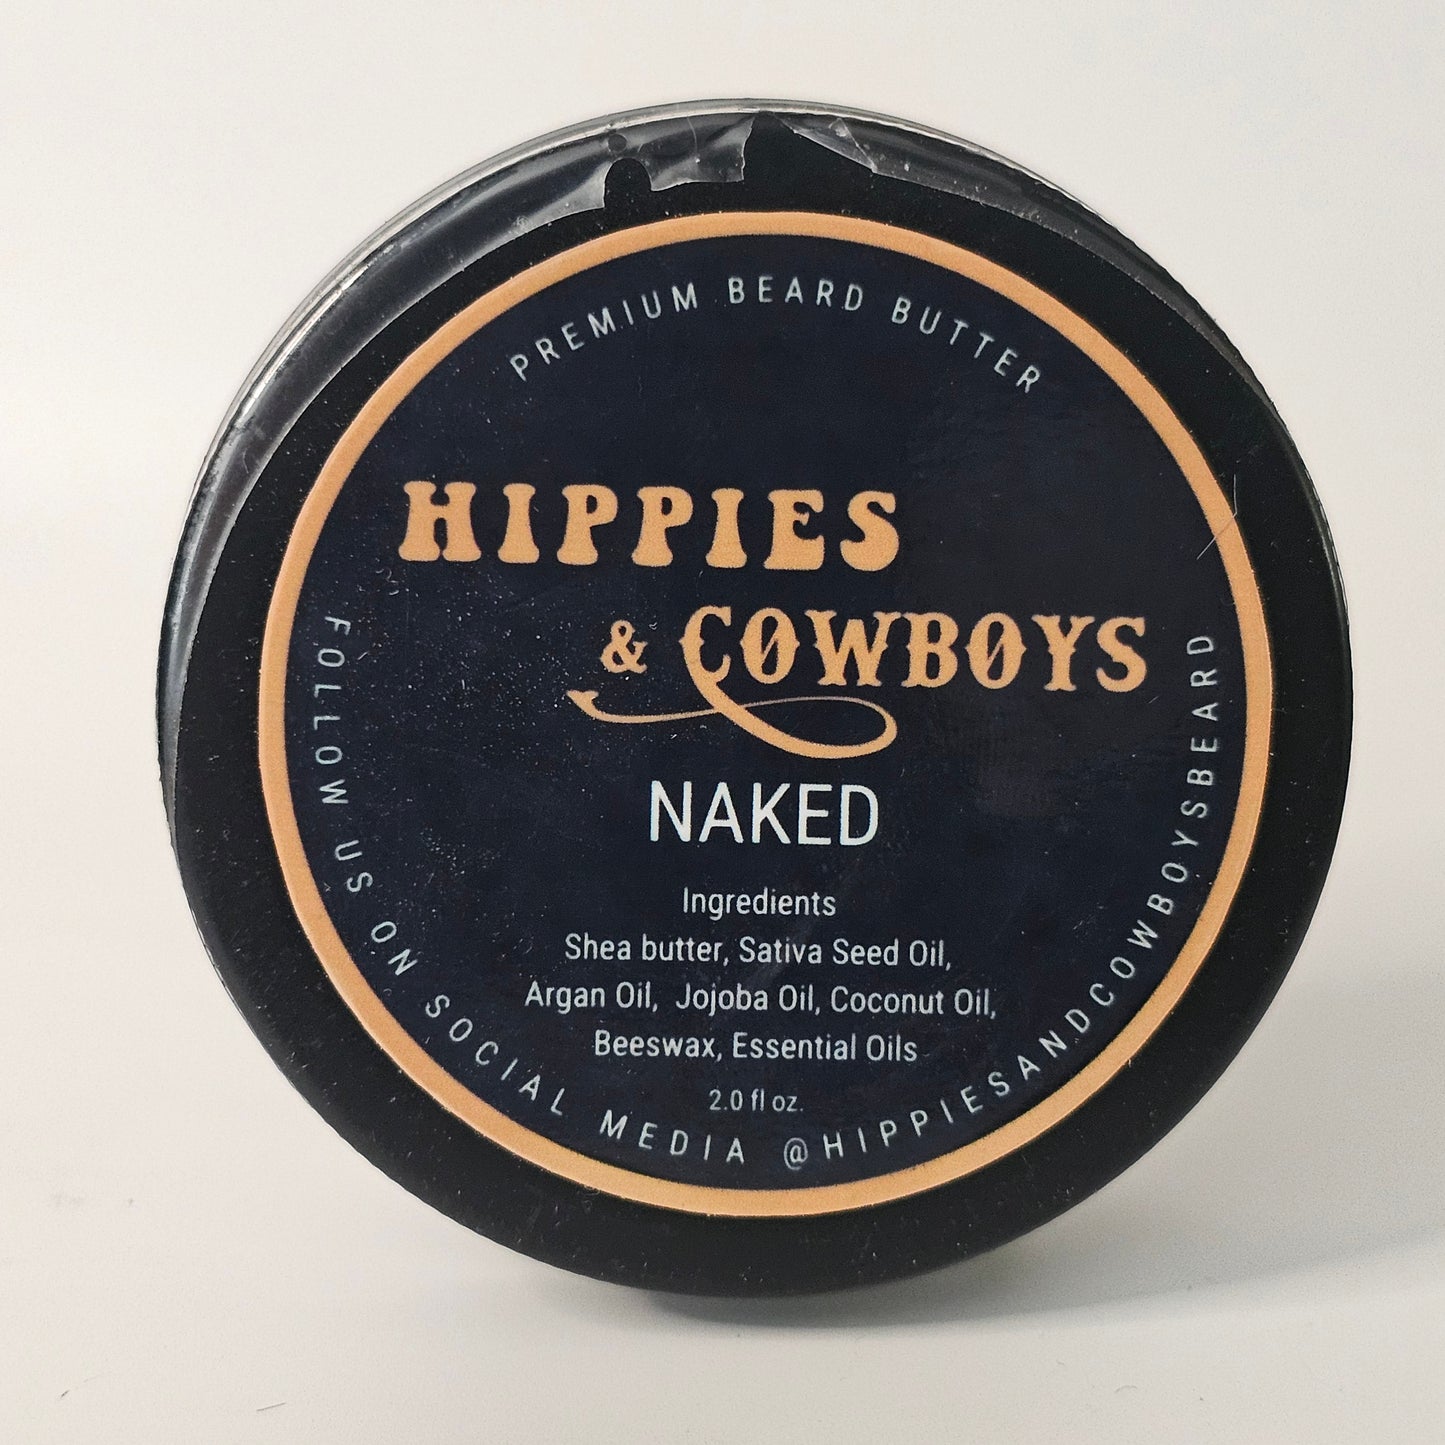 PREMIUM BEARD BUTTER
HIPPIES
& COWBOYS
NAKED
Ingredients
Shea butter, Sativa Seed Oil,
Argan Oil, Jojoba Oil, Coconut Oil,
Beeswax, Essential Oils
2.0 fl oz.
FOLLOW US ON SOCIAL MEDIA @HIPPIESANDCOWBOYSBEARD